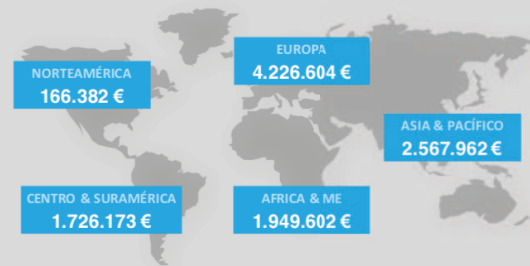 NORTEAMÉRICA
166.382 €
EUROPA
4.226.604 €
ASIA & PACÍFICO
2.567.962 €
CENTRO & SURAMÉRICA
1.726.173 €
AFRICA & ME
1.949.602 €